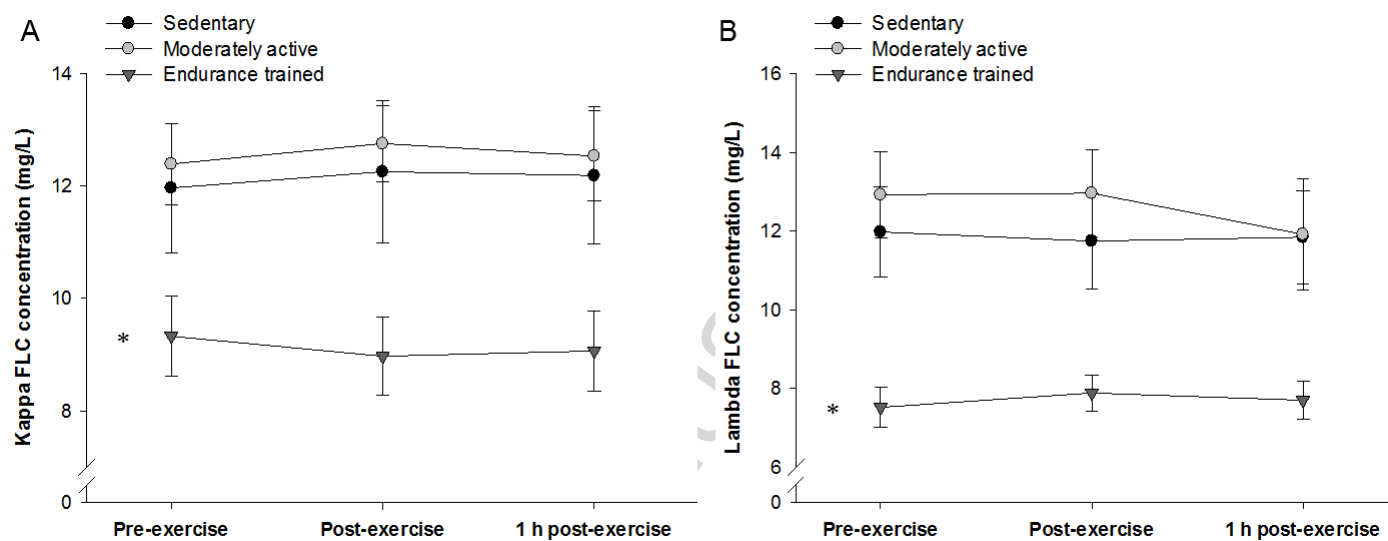 A
Sedentary
Moderately active
Endurance trained
14
12
10
8
0
Kappa FLC concentration (mg/L)
*
Pre-exercise
Post-exercise
1 h post-exercise
B
Sedentary
Moderately active
Endurance trained
16
14
12
10
8
6
0
Lambda FLC concentration (mg/L)
*
Pre-exercise
Post-exercise
1 h post-exercise